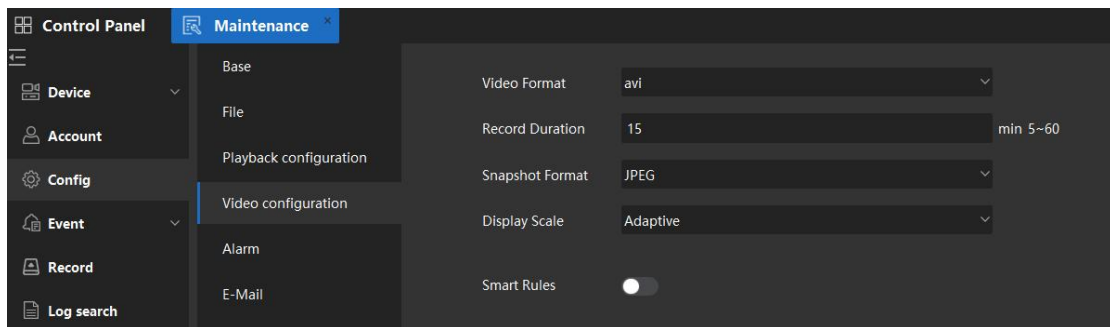 Control Panel
Maintenance ×
Device
Account
Config
Event
Record
Log search
Base
File
Playback configuration
Video configuration
Alarm
E-Mail
Video Format avi
Record Duration 15 min 5~60
Snapshot Format JPEG
Display Scale Adaptive
Smart Rules